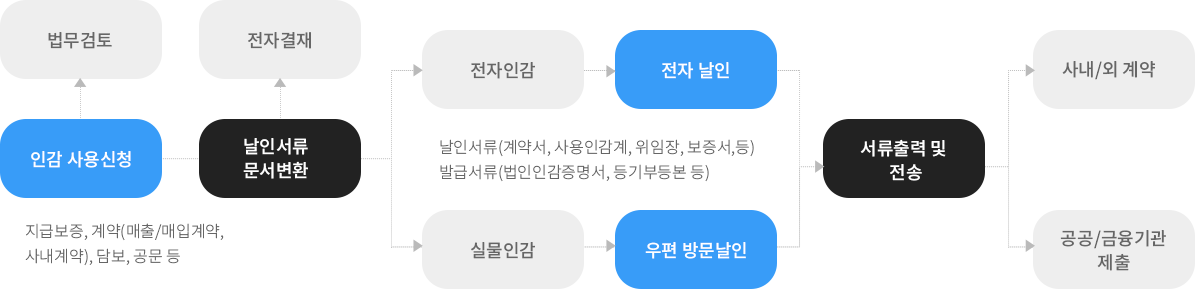 법무검토
전자결재
인감 사용신청
날인서류
문서변환
지급보증, 계약(매출/매입계약,
사내계약), 담보, 공문 등
전자인감
전자 날인
날인서류(계약서, 사용인감계, 위임장, 보증서,등)
발급서류(법인인감증명서, 등기부등본 등)
실물인감
우편 방문날인
서류출력 및
전송
사내/외 계약
공공/금융기관
제출